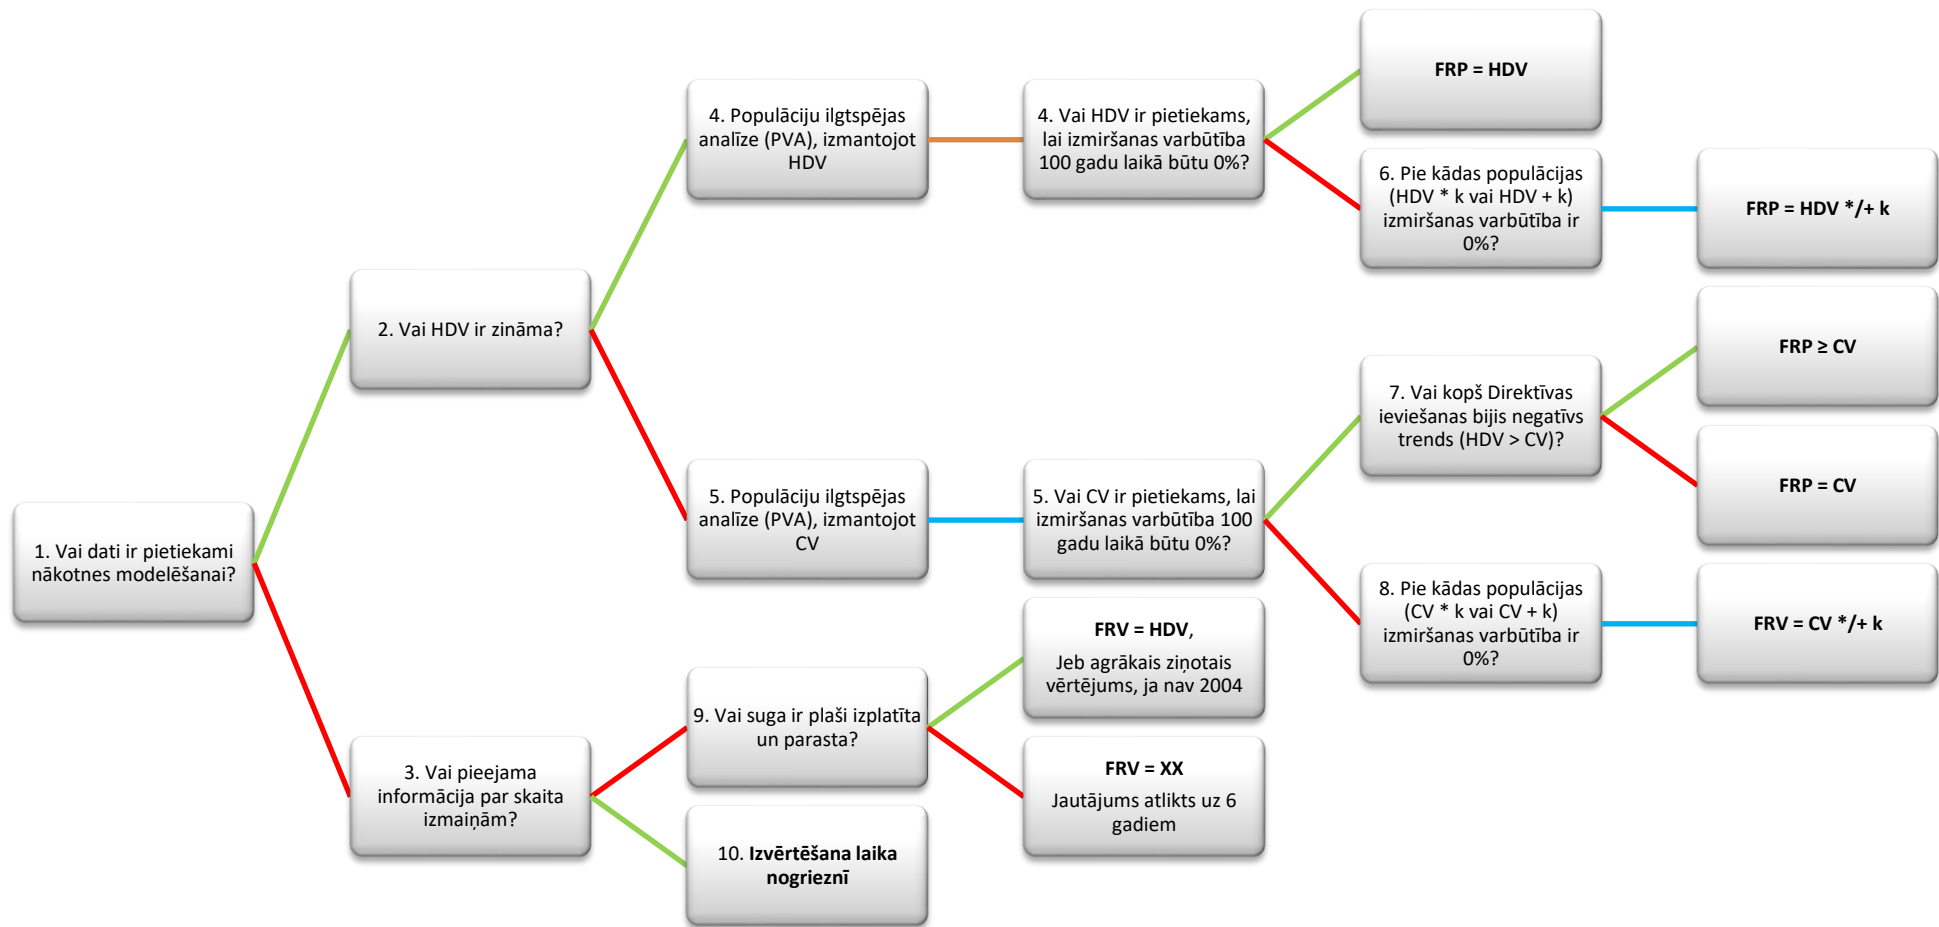 1. Vai dati ir pietiekami
nākotnes modelēšanai?
2. Vai HDV ir zināma?
3. Vai pieejama
informācija par skaita
izmaiņām?
4. Populāciju ilgtspējas
analīze (PVA), izmantojot
HDV
5. Populāciju ilgtspējas
analīze (PVA), izmantojot
CV
9. Vai suga ir plaši izplatīta
un parasta?
10. Izvērtēšana laika
nogrieznī
4. Vai HDV ir pietiekams,
lai izmiršanas varbūtība
100 gadu laikā būtu 0%?
5. Vai CV ir pietiekams, lai
izmiršanas varbūtība 100
gadu laikā būtu 0%?
FRV = HDV,
Jeb agrākais ziņotais
vērtējums, ja nav 2004
FRV = XX
Jautājums atlikts uz 6
gadiem
FRP = HDV
6. Pie kādas populācijas
(HDV * k vai HDV + k)
izmiršanas varbūtība ir
0%?
7. Vai kopš Direktīvas
ieviešanas bijis negatīvs
trends (HDV > CV)?
8. Pie kādas populācijas
(CV * k vai CV + k)
izmiršanas varbūtība ir
0%?
FRP = HDV */+ k
FRP ≥ CV
FRP = CV
FRV = CV */+ k